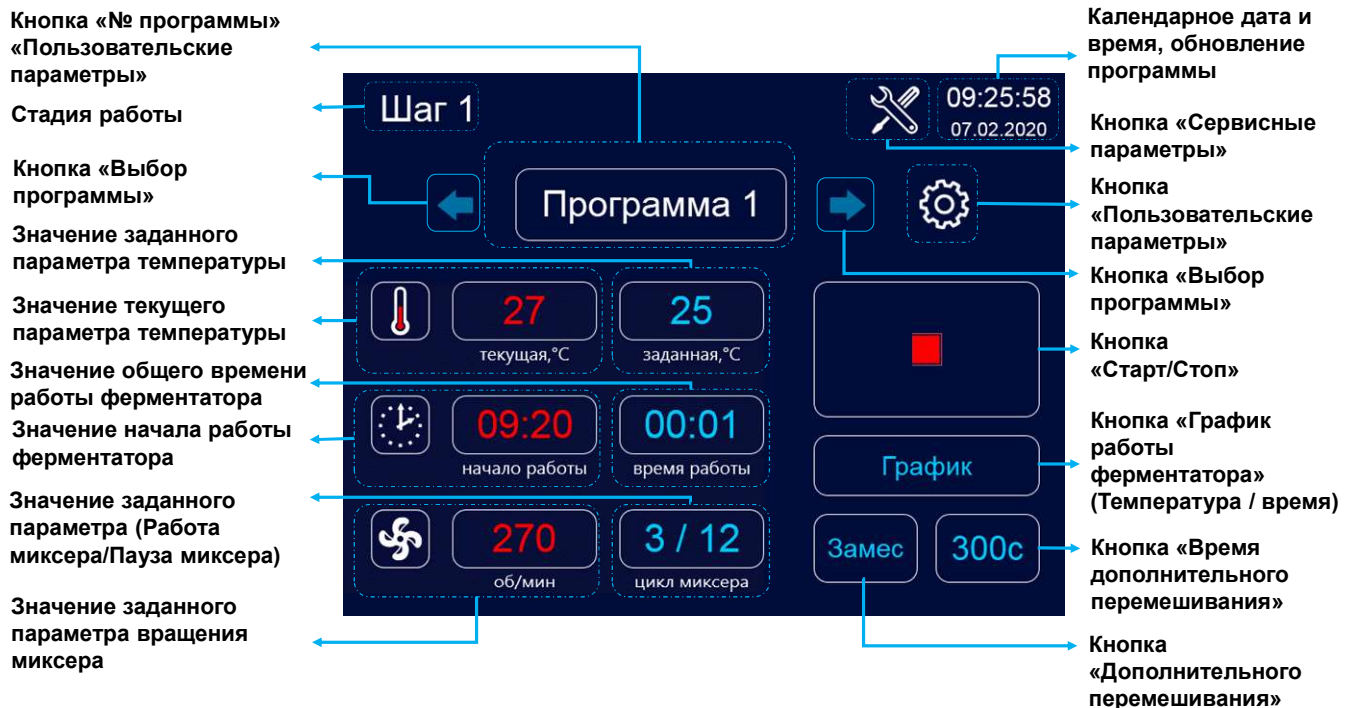 Кнопка «№ программы»
«Пользовательские
параметры»
Стадия работы
Кнопка «Выбор
программы»
Значение заданного
параметра температуры
Значение текущего
параметра температуры
Значение общего времени
работы ферментатора
Значение начала работы
ферментатора
Значение заданного
параметра (Работа
миксера/Пауза миксера)
Значение заданного
параметра вращения
миксера
Шаг 1
09:25:58
07.02.2020
Программа 1
27
25
текущая,°C
заданная,°C
09:20
00:01
начало работы
время работы
График
270
3 / 12
Замес
300с
об/мин
цикл миксера
Календарное дата и
время, обновление
программы
Кнопка «Сервисные
параметры»
Кнопка
«Пользовательские
параметры»
Кнопка «Выбор
программы»
Кнопка
«Старт/Стоп»
Кнопка «График
работы
ферментатора»
(Температура / время)
Кнопка «Время
дополнительного
перемешивания»
Кнопка
«Дополнительного
перемешивания»